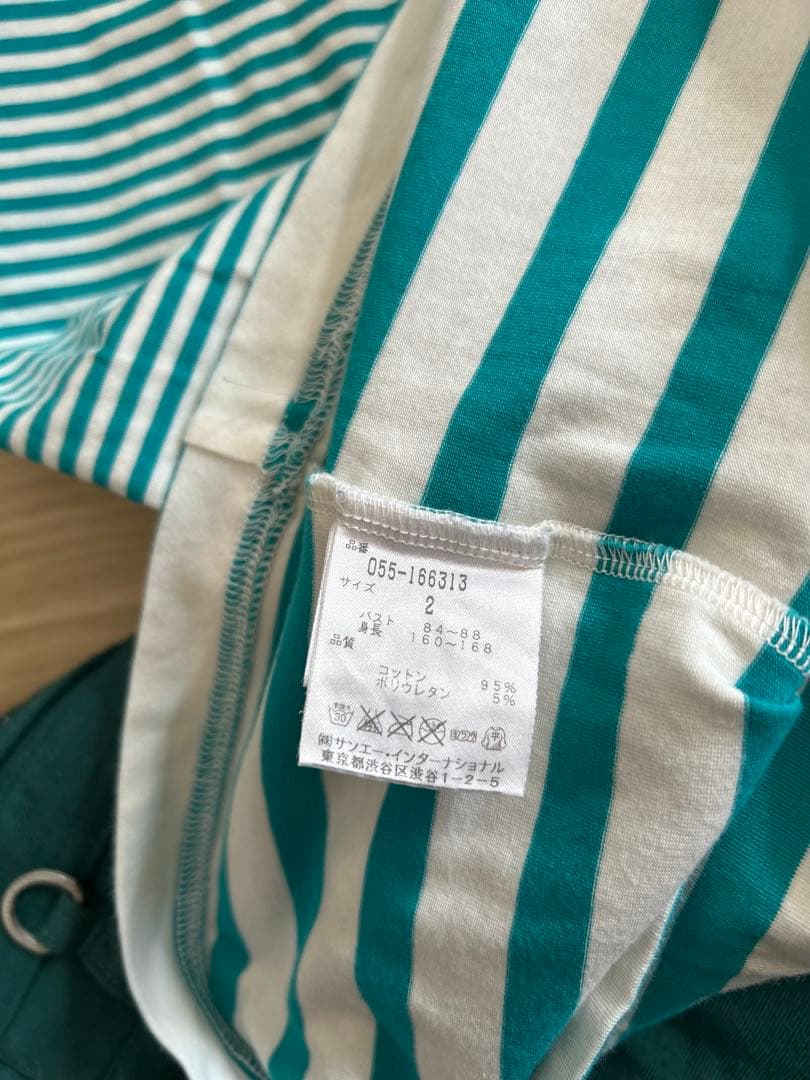 品番
055-166313
サイズ
2
バスト 84～88
身長 160～168
品質
コットン 95%
ポリウレタン 5%
30
㈱サンエー・インターナショナル
東京都渋谷区渋谷1-2-5